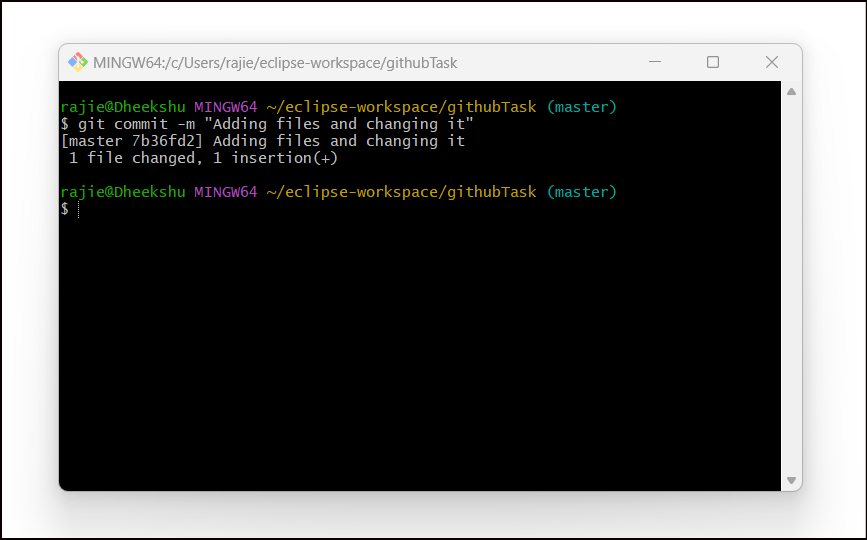 MINGW64:/c/Users/rajie/eclipse-workspace/githubTask
rajie@Dheekshu MINGW64 ~/eclipse-workspace/githubTask (master)
$ git commit -m "Adding files and changing it"
[master 7b36fd2] Adding files and changing it
 1 file changed, 1 insertion(+)
rajie@Dheekshu MINGW64 ~/eclipse-workspace/githubTask (master)
$